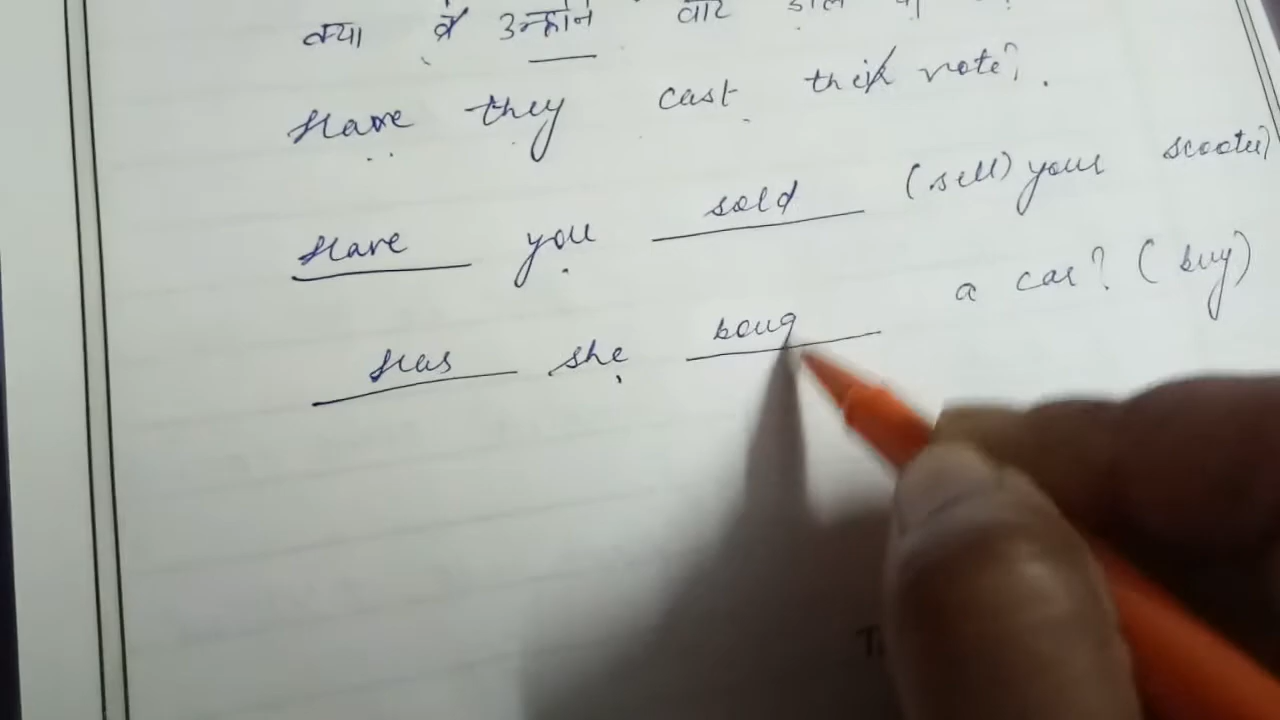 क्या उन्होंने वोट डाल
Have they cast their vote?.
Have you sold (sell) your scooter
Has she boug a car? (buy)